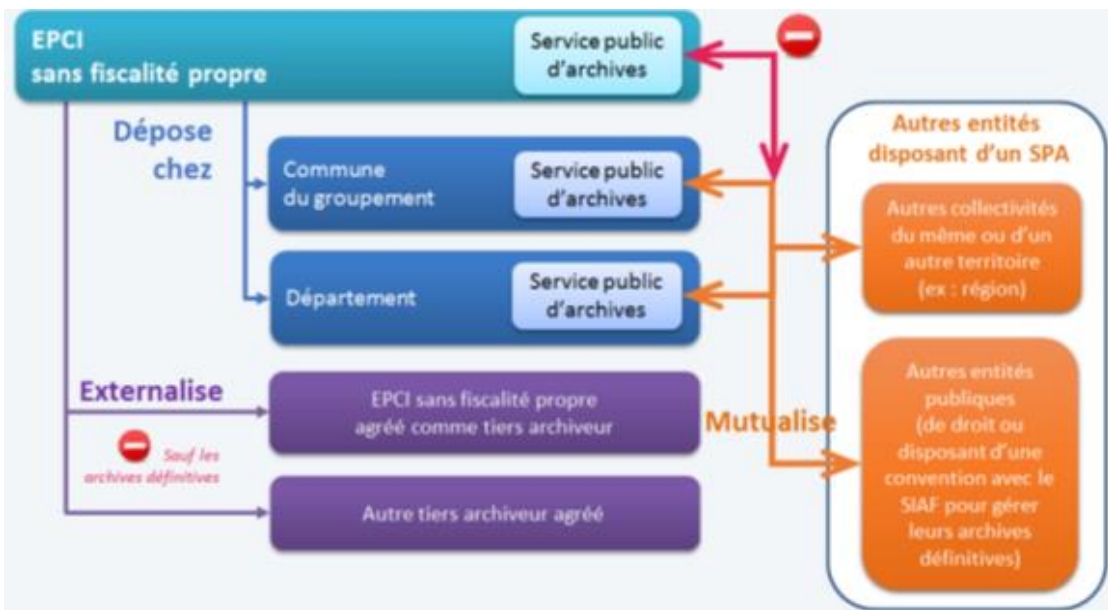 EPCI
sans fiscalité propre
Service public
d'archives
Dépose
chez
Commune
du groupement
Service public
d'archives
Département
Service public
d'archives
Externalise
Sauf les
archives définitives
EPCI sans fiscalité propre
agréé comme tiers archiveur
Autre tiers archiveur agréé
Mutualise
Autres entités
disposant d'un SPA
Autres collectivités
du même ou d'un
autre territoire
(ex : région)
Autres entités
publiques
(de droit ou
disposant d'une
convention avec le
SIAF pour gérer
leurs archives
définitives)